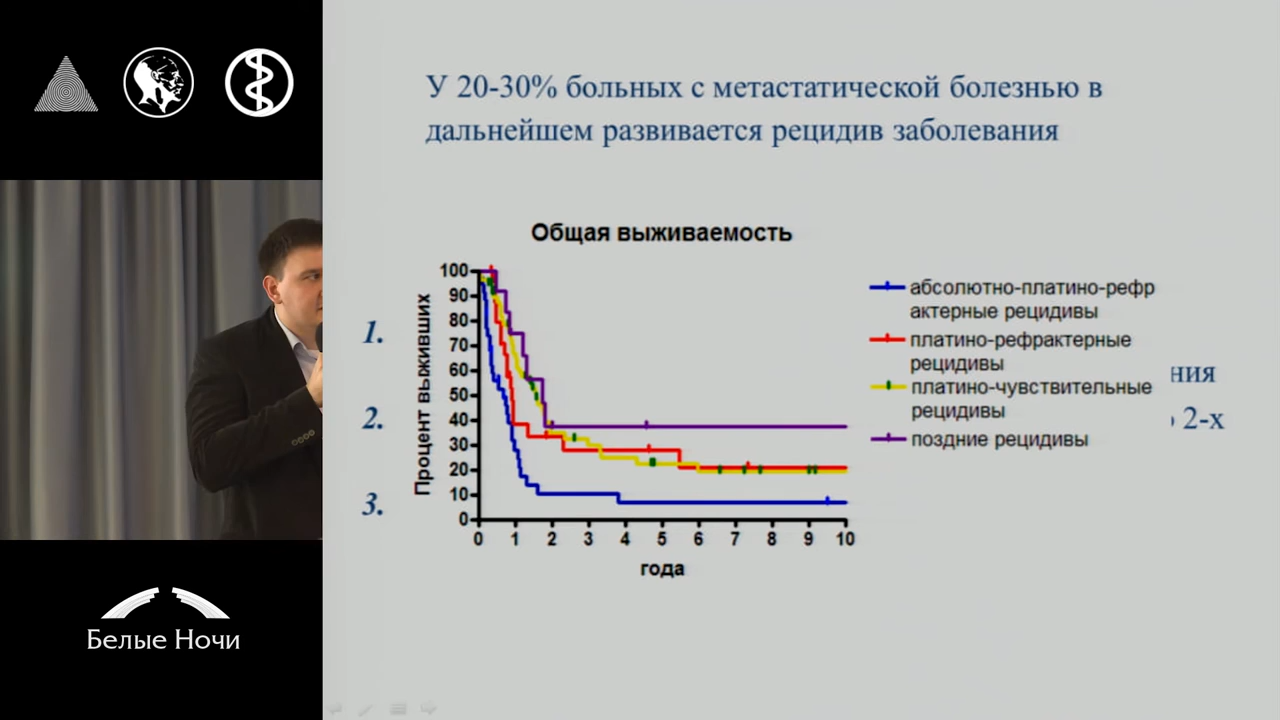 У 20-30% больных с метастатической болезнью в
дальнейшем развивается рецидив заболевания
Общая выживаемость
Процент выживших
100
90
80
70
60
50
40
30
20
10
0
0 1 2 3 4 5 6 7 8 9 10
года
абсолютно-платино-рефр
актерные рецидивы
платино-рефрактерные
рецидивы
платино-чувствительные
рецидивы
поздние рецидивы
1.
ния
2.
2-х
3.
Белые Ночи